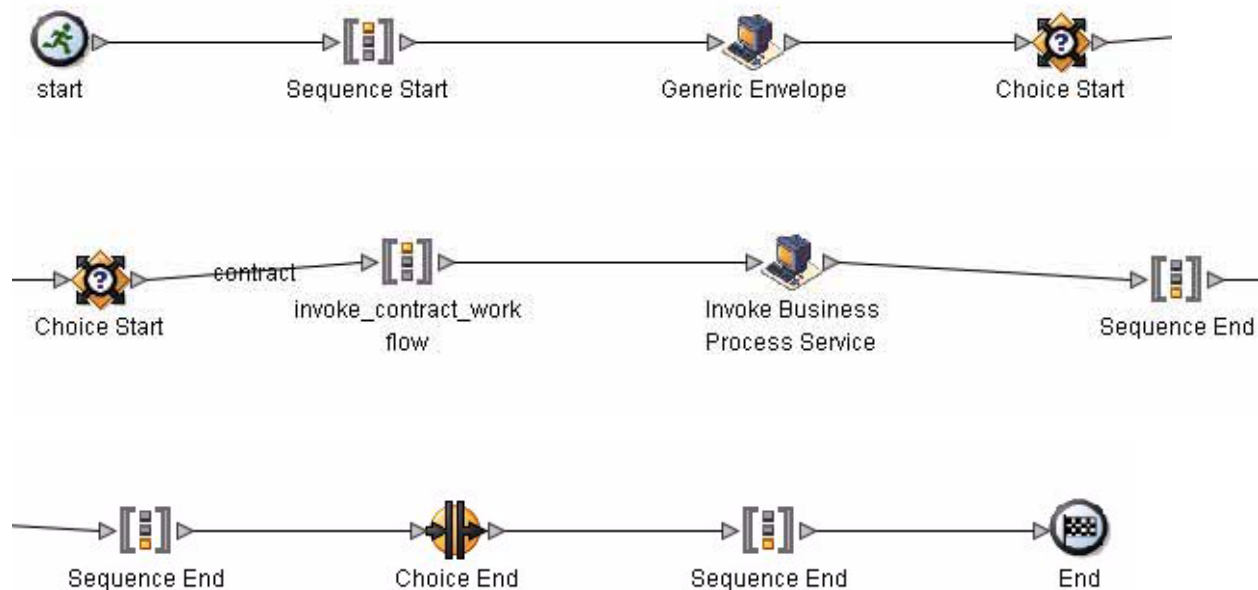 start
Sequence Start
Generic Envelope
Choice Start
Choice Start
contract
invoke_contract_work
flow
Invoke Business
Process Service
Sequence End
Sequence End
Choice End
Sequence End
End